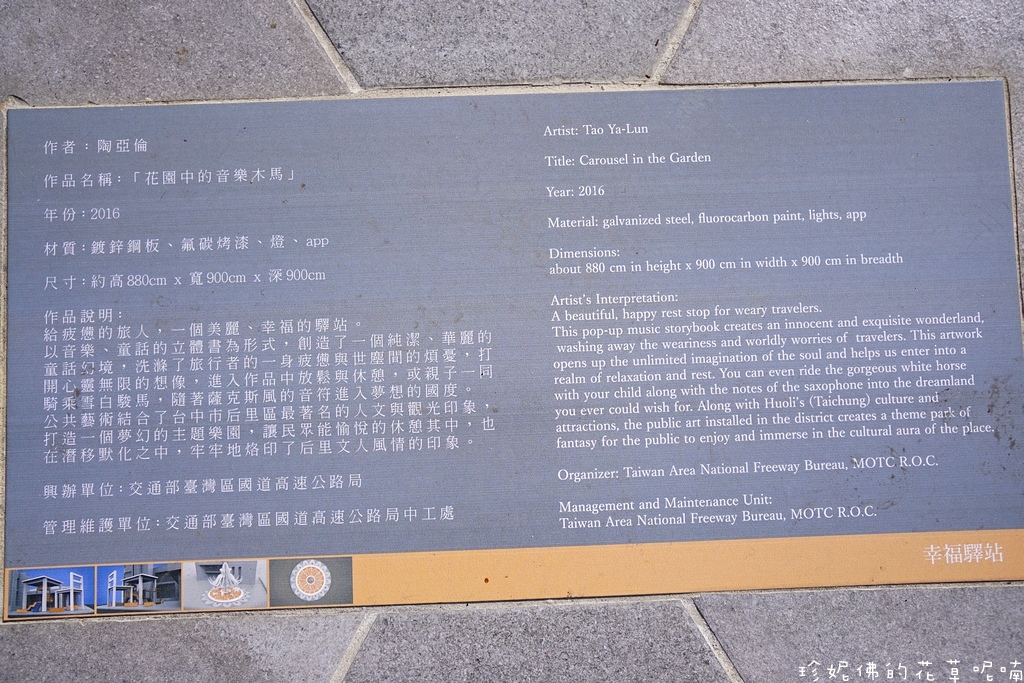 作者：陶亞倫
作品名稱：「花園中的音樂木馬」
年份：2016
材質：鍍鋅鋼板、氟碳烤漆、燈、app
尺寸：約高880cm x 寬900cm x 深900cm
作品說明：
給疲憊的旅人，一個美麗、幸福的驛站。
以音樂、童話的立體書為形式，創造了一個純潔、華麗的
童話幻境，洗滌了旅行者的一身疲憊與世塵間的煩憂，打
開心靈無限的想像，進入作品中放鬆與休憩，或親子一同
騎乘雪白駿馬，隨著薩克斯風的音符進入夢想的國度。
公共藝術結合了台中市后里區最著名的人文與觀光印象，
打造一個夢幻的主題樂園，讓民眾能愉悅的休憩其中，也
在潛移默化之中，牢牢地烙印了后里文人風情的印象。
興辦單位：交通部臺灣區國道高速公路局
管理維護單位：交通部臺灣區國道高速公路局中工處
Artist: Tao Ya-Lun
Title: Carousel in the Garden
Year: 2016
Material: galvanized steel, fluorocarbon paint, lights, app
Dimensions:
about 880 cm in height x 900 cm in width x 900 cm in breadth
Artist's Interpretation:
A beautiful, happy rest stop for weary travelers.
This pop-up music storybook creates an innocent and exquisite wonderland,
washing away the weariness and worldly worries of travelers. This artwork
opens up the unlimited imagination of the soul and helps us enter into a
realm of relaxation and rest. You can even ride the gorgeous white horse
with your child along with the notes of the saxophone into the dreamland
you ever could wish for. Along with Huoli's (Taichung) culture and
attractions, the public art installed in the district creates a theme park of
fantasy for the public to enjoy and immerse in the cultural aura of the place.
Organizer: Taiwan Area National Freeway Bureau, MOTC R.O.C.
Management and Maintenance Unit:
Taiwan Area National Freeway Bureau, MOTC R.O.C.
幸福驛站
珍妮佛的花草呢喃